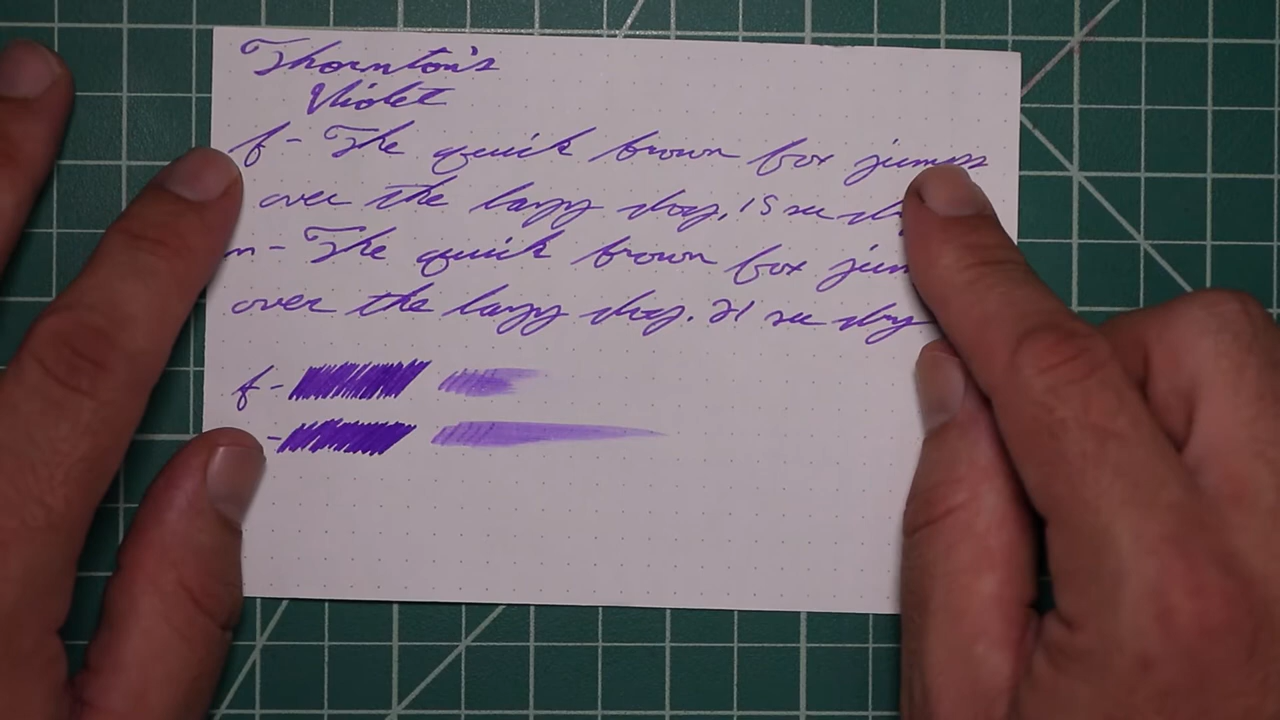 Thornton's
Violet
f - The quick brown fox jumps
over the lazy dog, 15 sec dry
m - The quick brown fox jum
over the lazy dog. 21 sec dry
f -
-